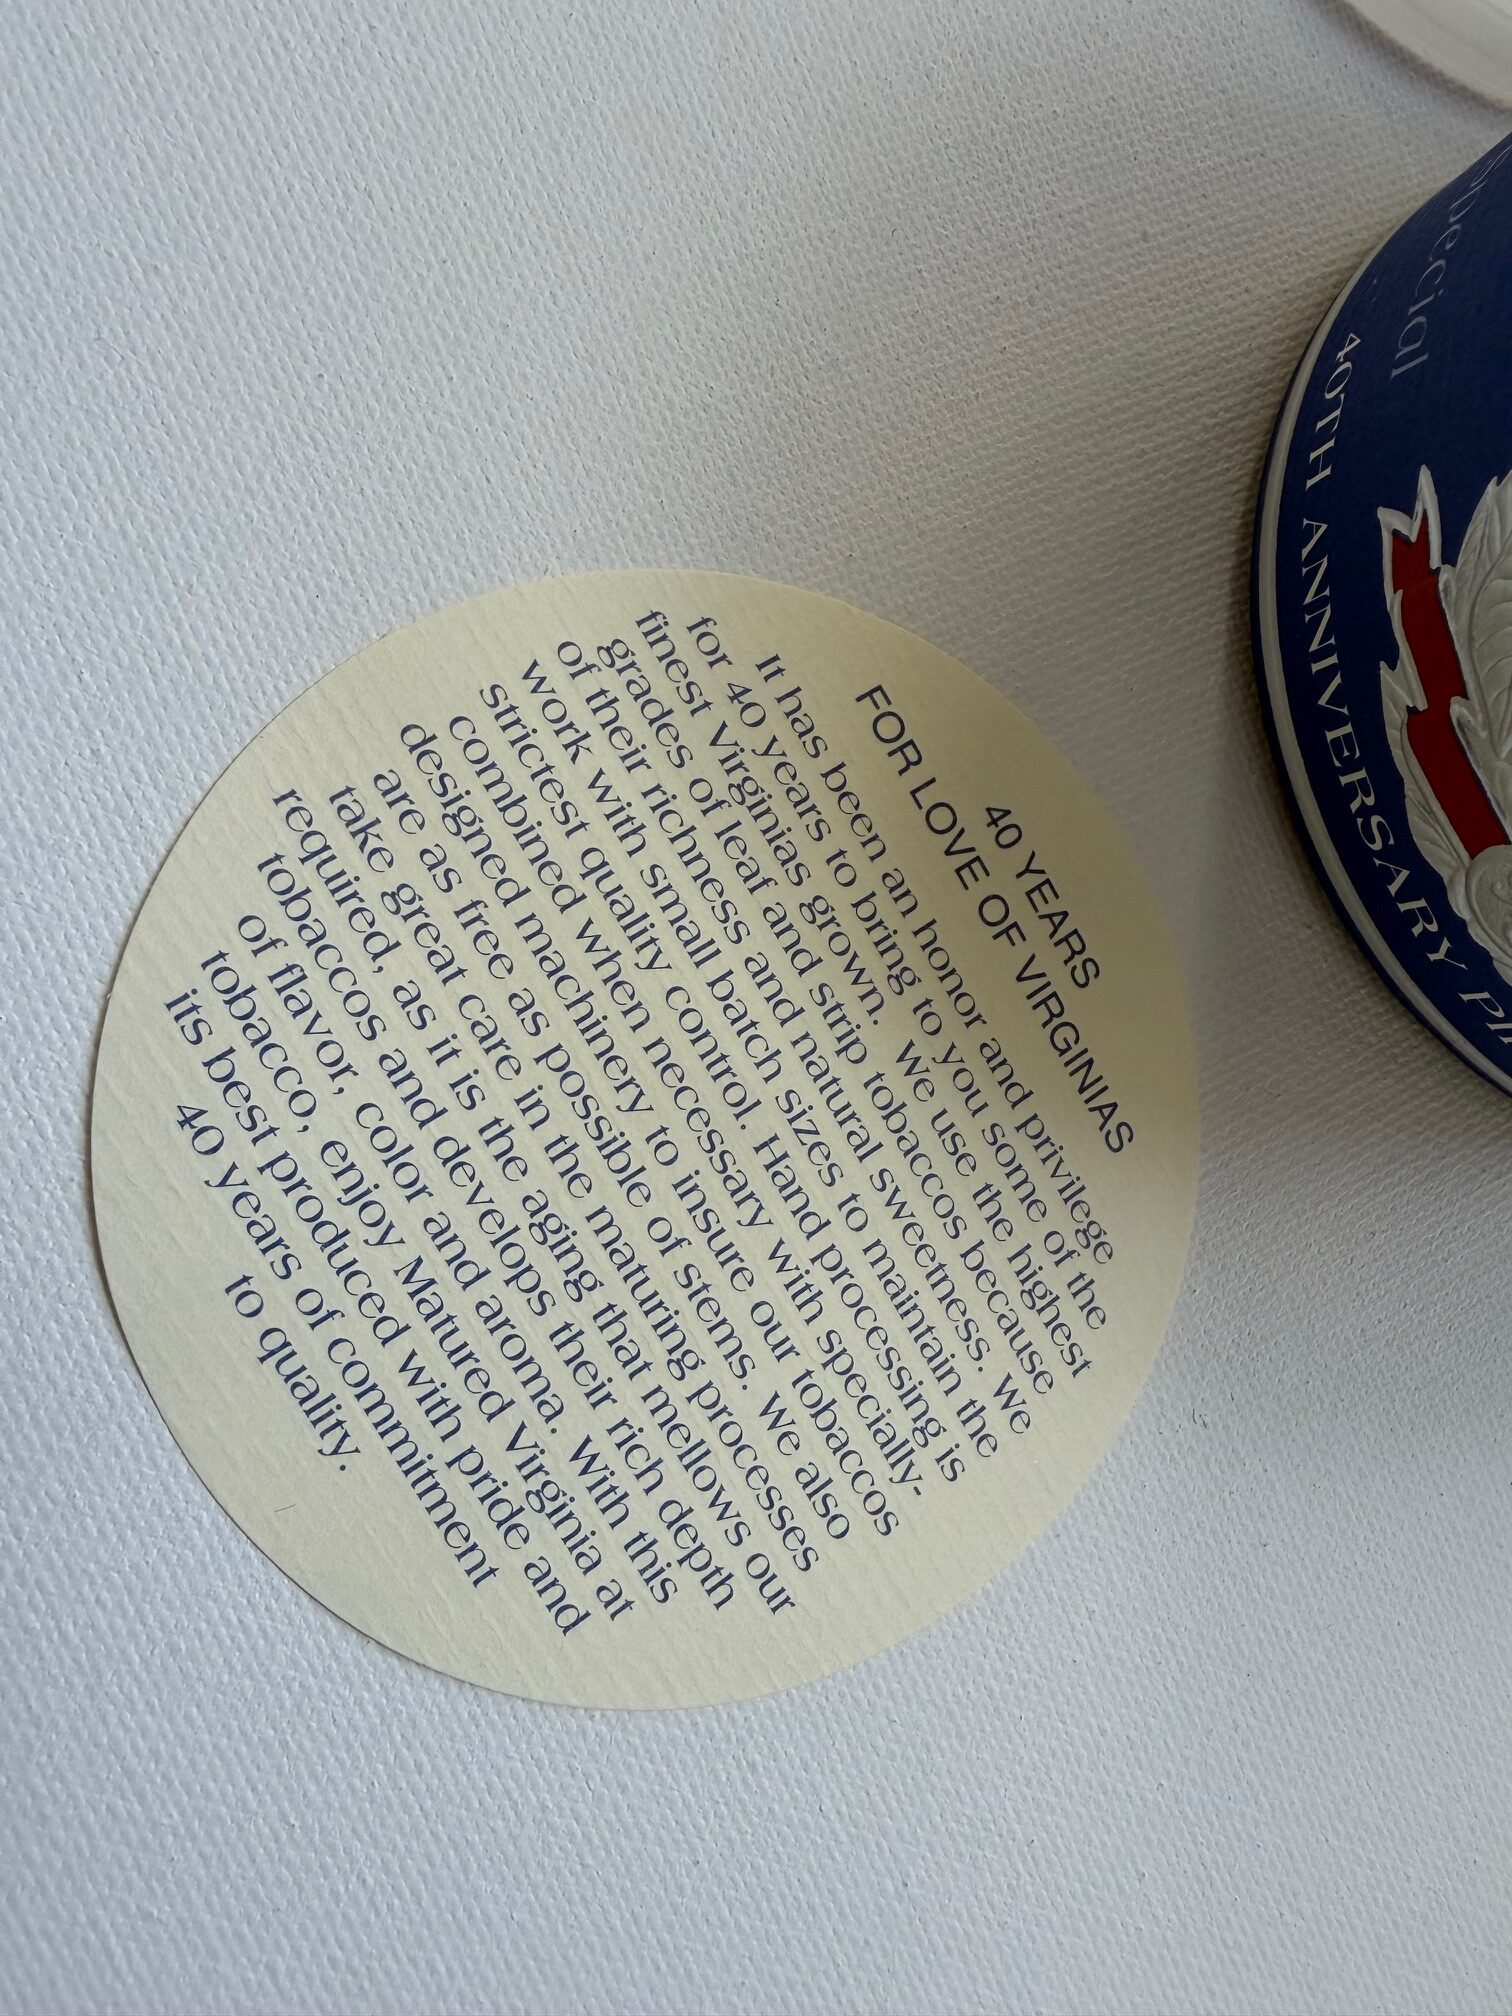 40 YEARS
FOR LOVE OF VIRGINIAS
It has been an honor and privilege
for 40 years to bring to you some of the
finest Virginias grown. We use the highest
grades of leaf and strip tobaccos because
of their richness and natural sweetness. We
work with small batch sizes to maintain the
strictest quality control. Hand processing is
combined when necessary with specially-
designed machinery to insure our tobaccos
are as free as possible of stems. We also
take great care in the maturing processes
required, as it is the aging that mellows our
tobaccos and develops their rich depth
of flavor, color and aroma. With this
tobacco, enjoy Matured Virginia at
its best produced with pride and
40 years of commitment
to quality.
Special
40TH ANNIVERSARY